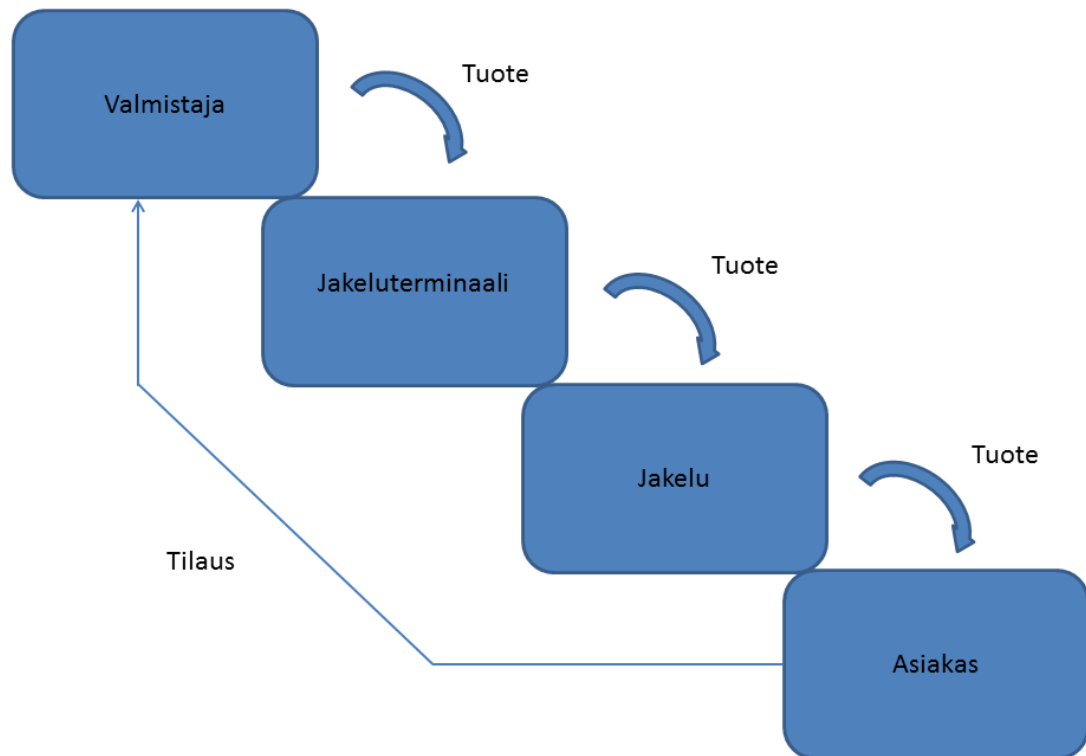 Valmistaja
Tuote
Jakeluterminaali
Tuote
Jakelu
Tuote
Tilaus
Asiakas